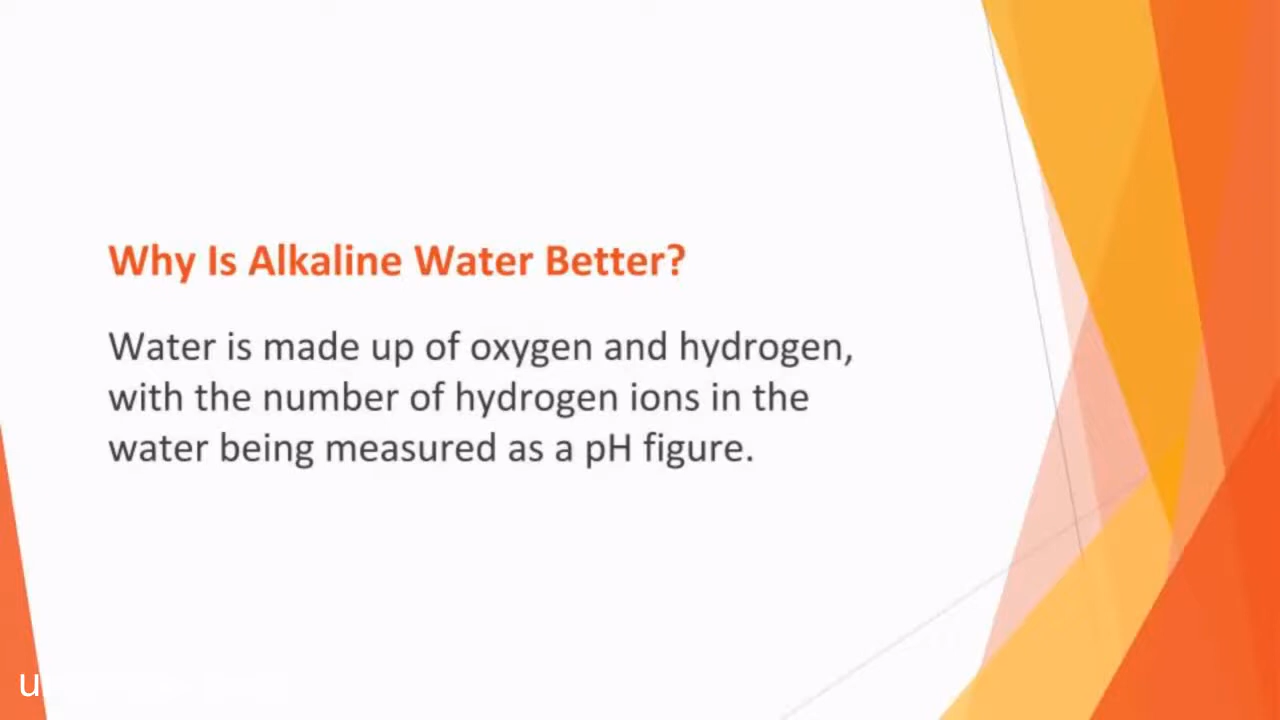 Why Is Alkaline Water Better?
Water is made up of oxygen and hydrogen,
with the number of hydrogen ions in the
water being measured as a pH figure.